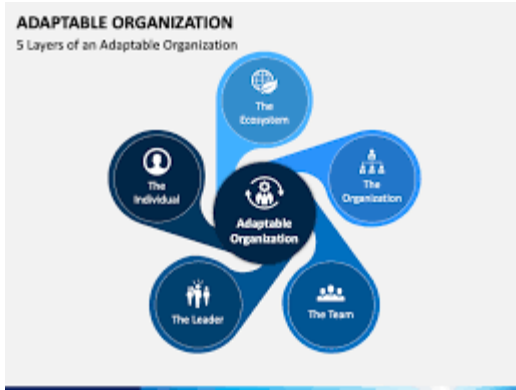 ADAPTABLE ORGANIZATION
5 Layers of an Adaptable Organization
The
Ecosystem
The
Organization
The Team
The Leader
The
Individual
Adaptable
Organization